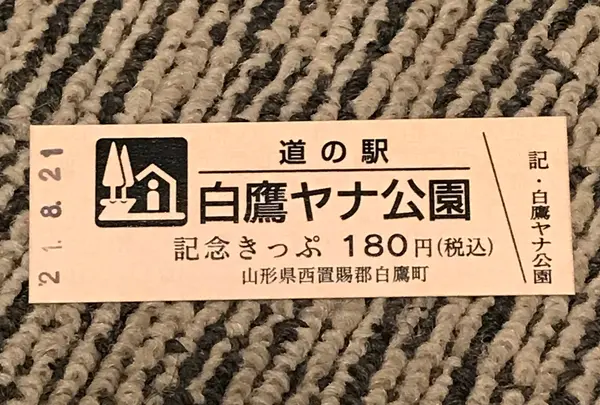 21.8.21
道の駅
白鷹ヤナ公園
記念きっぷ 180円(税込)
山形県西置賜郡白鷹町
記・白鷹ヤナ公園